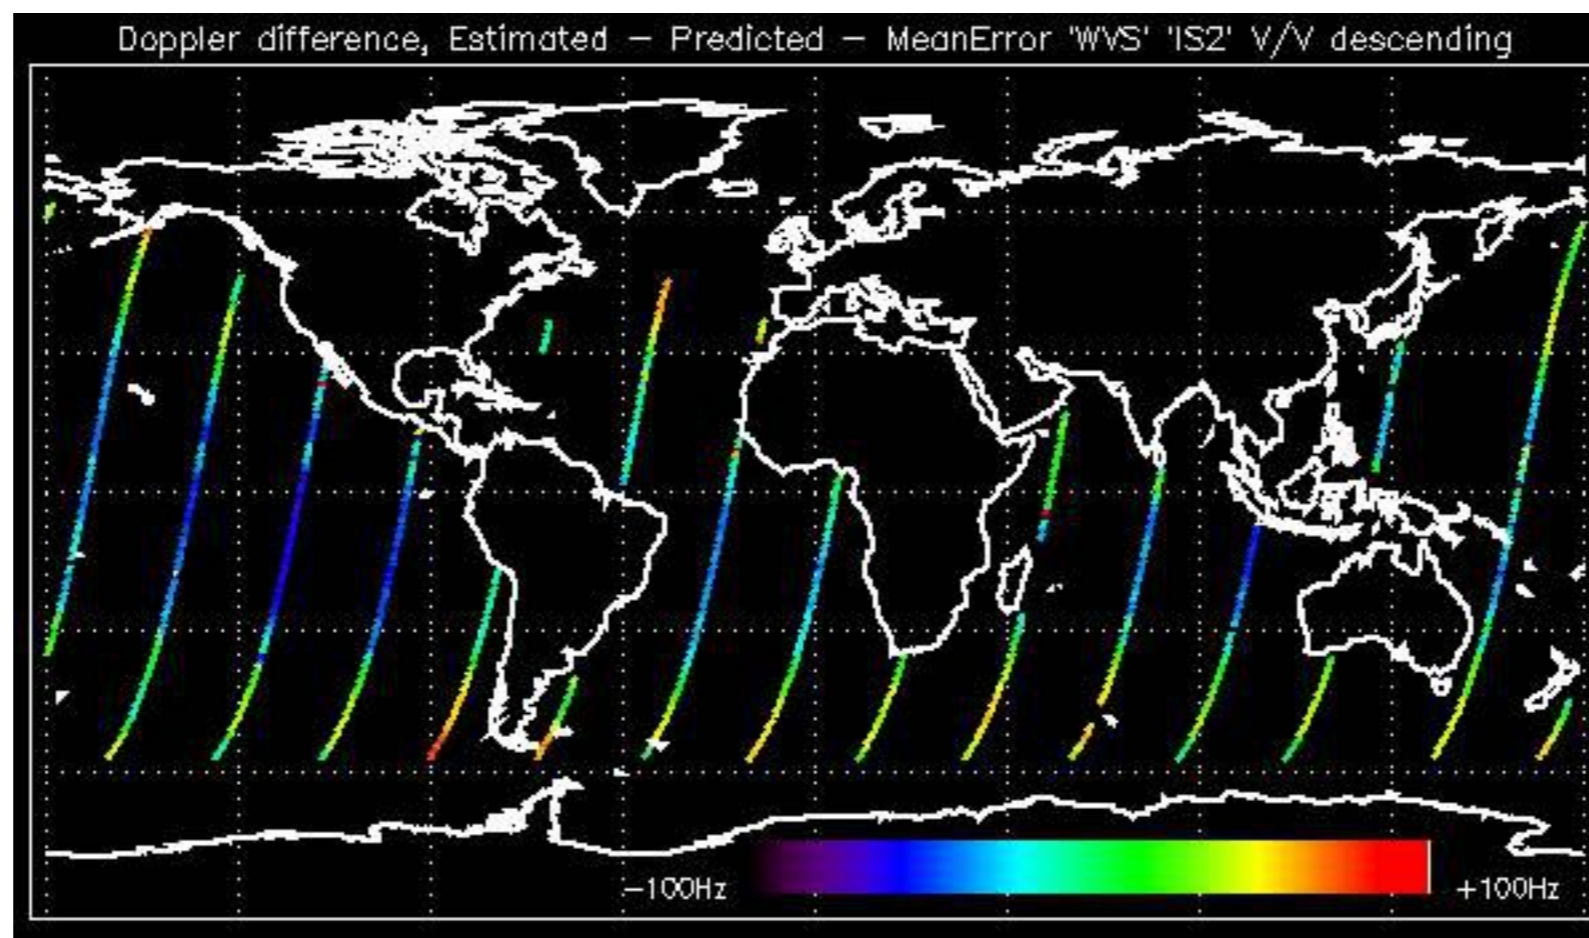 Doppler difference, Estimated – Predicted – MeanError 'WVS' 'IS2' V/V descending
–100Hz
+100Hz